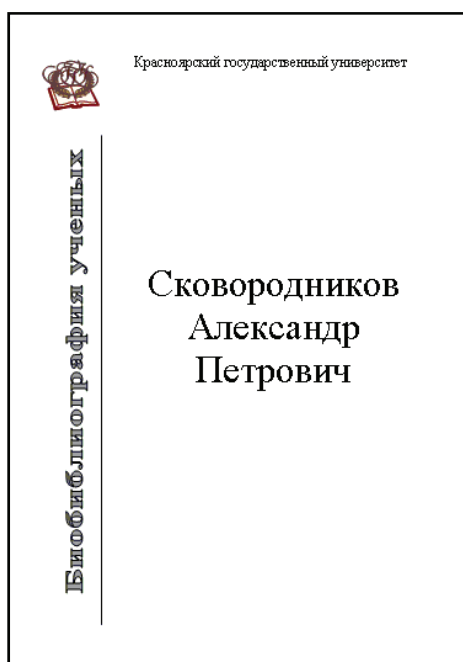 Красноярский государственный университет
Биобиблиография ученых
Сковородников
Александр
Петрович